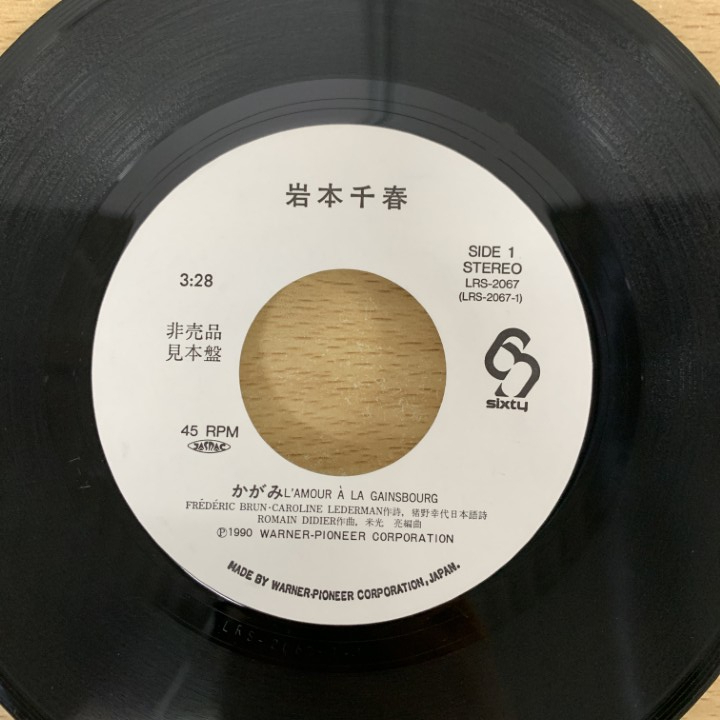 岩本千春
SIDE 1
STEREO
LRS-2067
(LRS-2067-1)
3:28
非売品
見本盤
sixty
45 RPM
JASRAC
かがみL'AMOUR À LA GAINSBOURG
FRÉDÉRIC BRUN・CAROLINE LEDERMAN作詩, 猪野幸代日本語詩
ROMAIN DIDIER作曲, 米光 亮編曲
Ⓟ1990 WARNER-PIONEER CORPORATION
MADE BY WARNER-PIONEER CORPORATION, JAPAN.